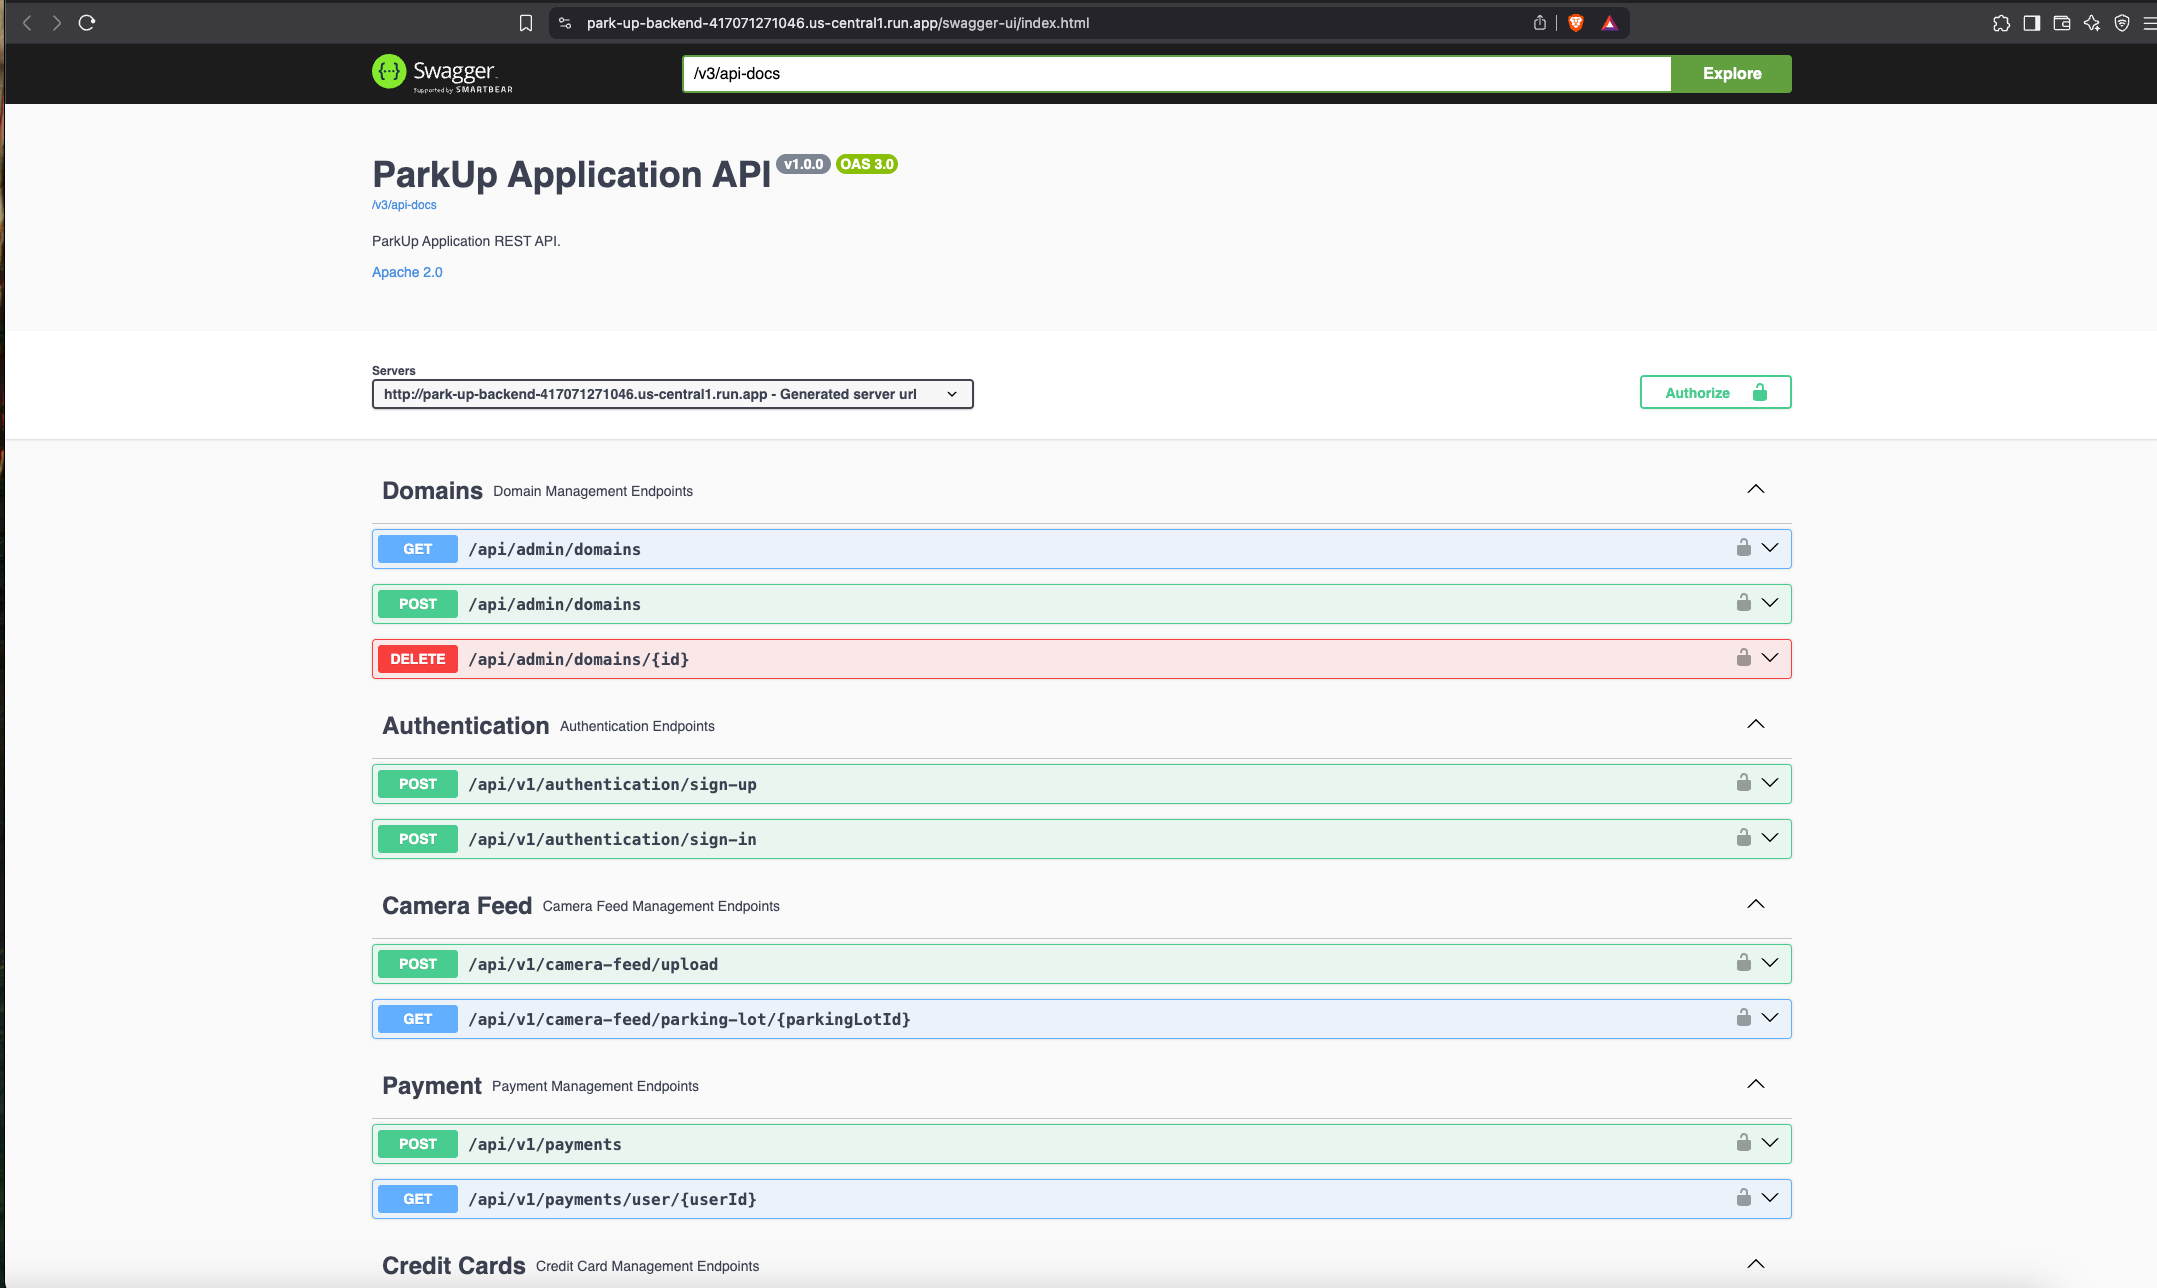 park-up-backend-417071271046.us-central1.run.app/swagger-ui/index.html
Swagger.
Supported by SMARTBEAR
/v3/api-docs
Explore
ParkUp Application API v1.0.0 OAS 3.0
/v3/api-docs
ParkUp Application REST API.
Apache 2.0
Servers
http://park-up-backend-417071271046.us-central1.run.app - Generated server url
Authorize
Domains Domain Management Endpoints
GET /api/admin/domains
POST /api/admin/domains
DELETE /api/admin/domains/{id}
Authentication Authentication Endpoints
POST /api/v1/authentication/sign-up
POST /api/v1/authentication/sign-in
Camera Feed Camera Feed Management Endpoints
POST /api/v1/camera-feed/upload
GET /api/v1/camera-feed/parking-lot/{parkingLotId}
Payment Payment Management Endpoints
POST /api/v1/payments
GET /api/v1/payments/user/{userId}
Credit Cards Credit Card Management Endpoints